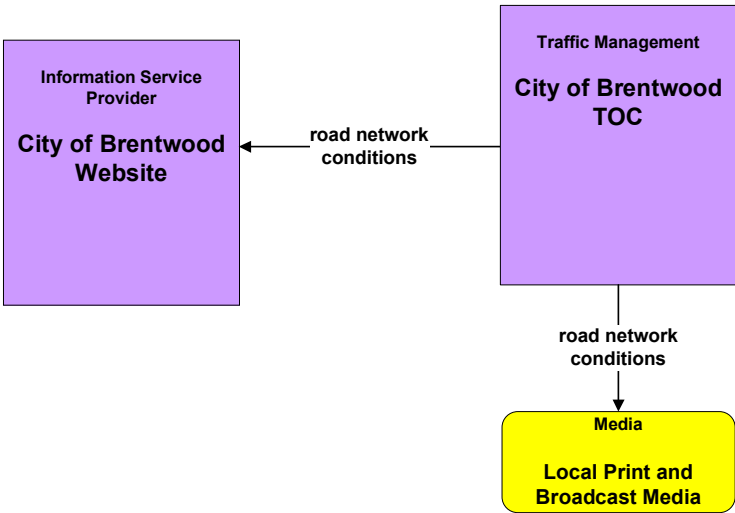 Information Service
Provider
City of Brentwood
Website
road network
conditions
Traffic Management
City of Brentwood
TOC
road network
conditions
Media
Local Print and
Broadcast Media